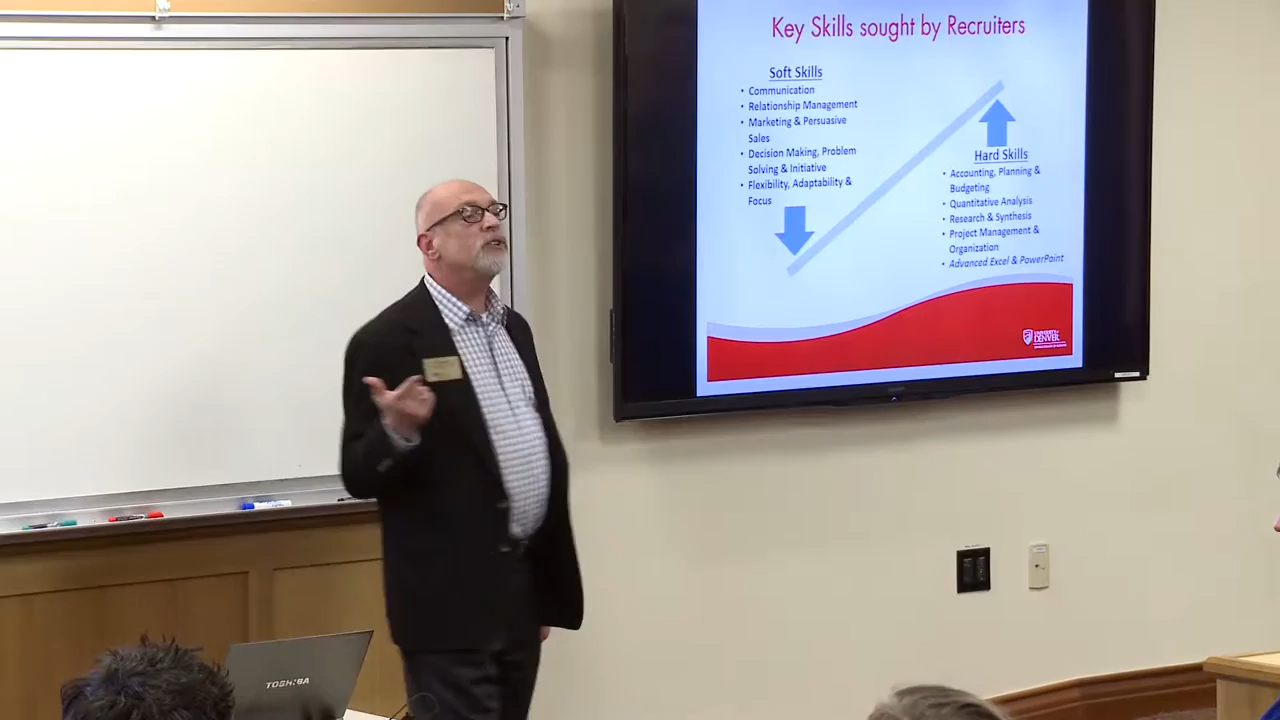 Key Skills sought by Recruiters
Soft Skills
• Communication
• Relationship Management
• Marketing & Persuasive
Sales
• Decision Making, Problem
Solving & Initiative
• Flexibility, Adaptability &
Focus
Hard Skills
• Accounting, Planning &
Budgeting
• Quantitative Analysis
• Research & Synthesis
• Project Management &
Organization
• Advanced Excel & PowerPoint
UNIVERSITY of
DENVER
TOSHIBA